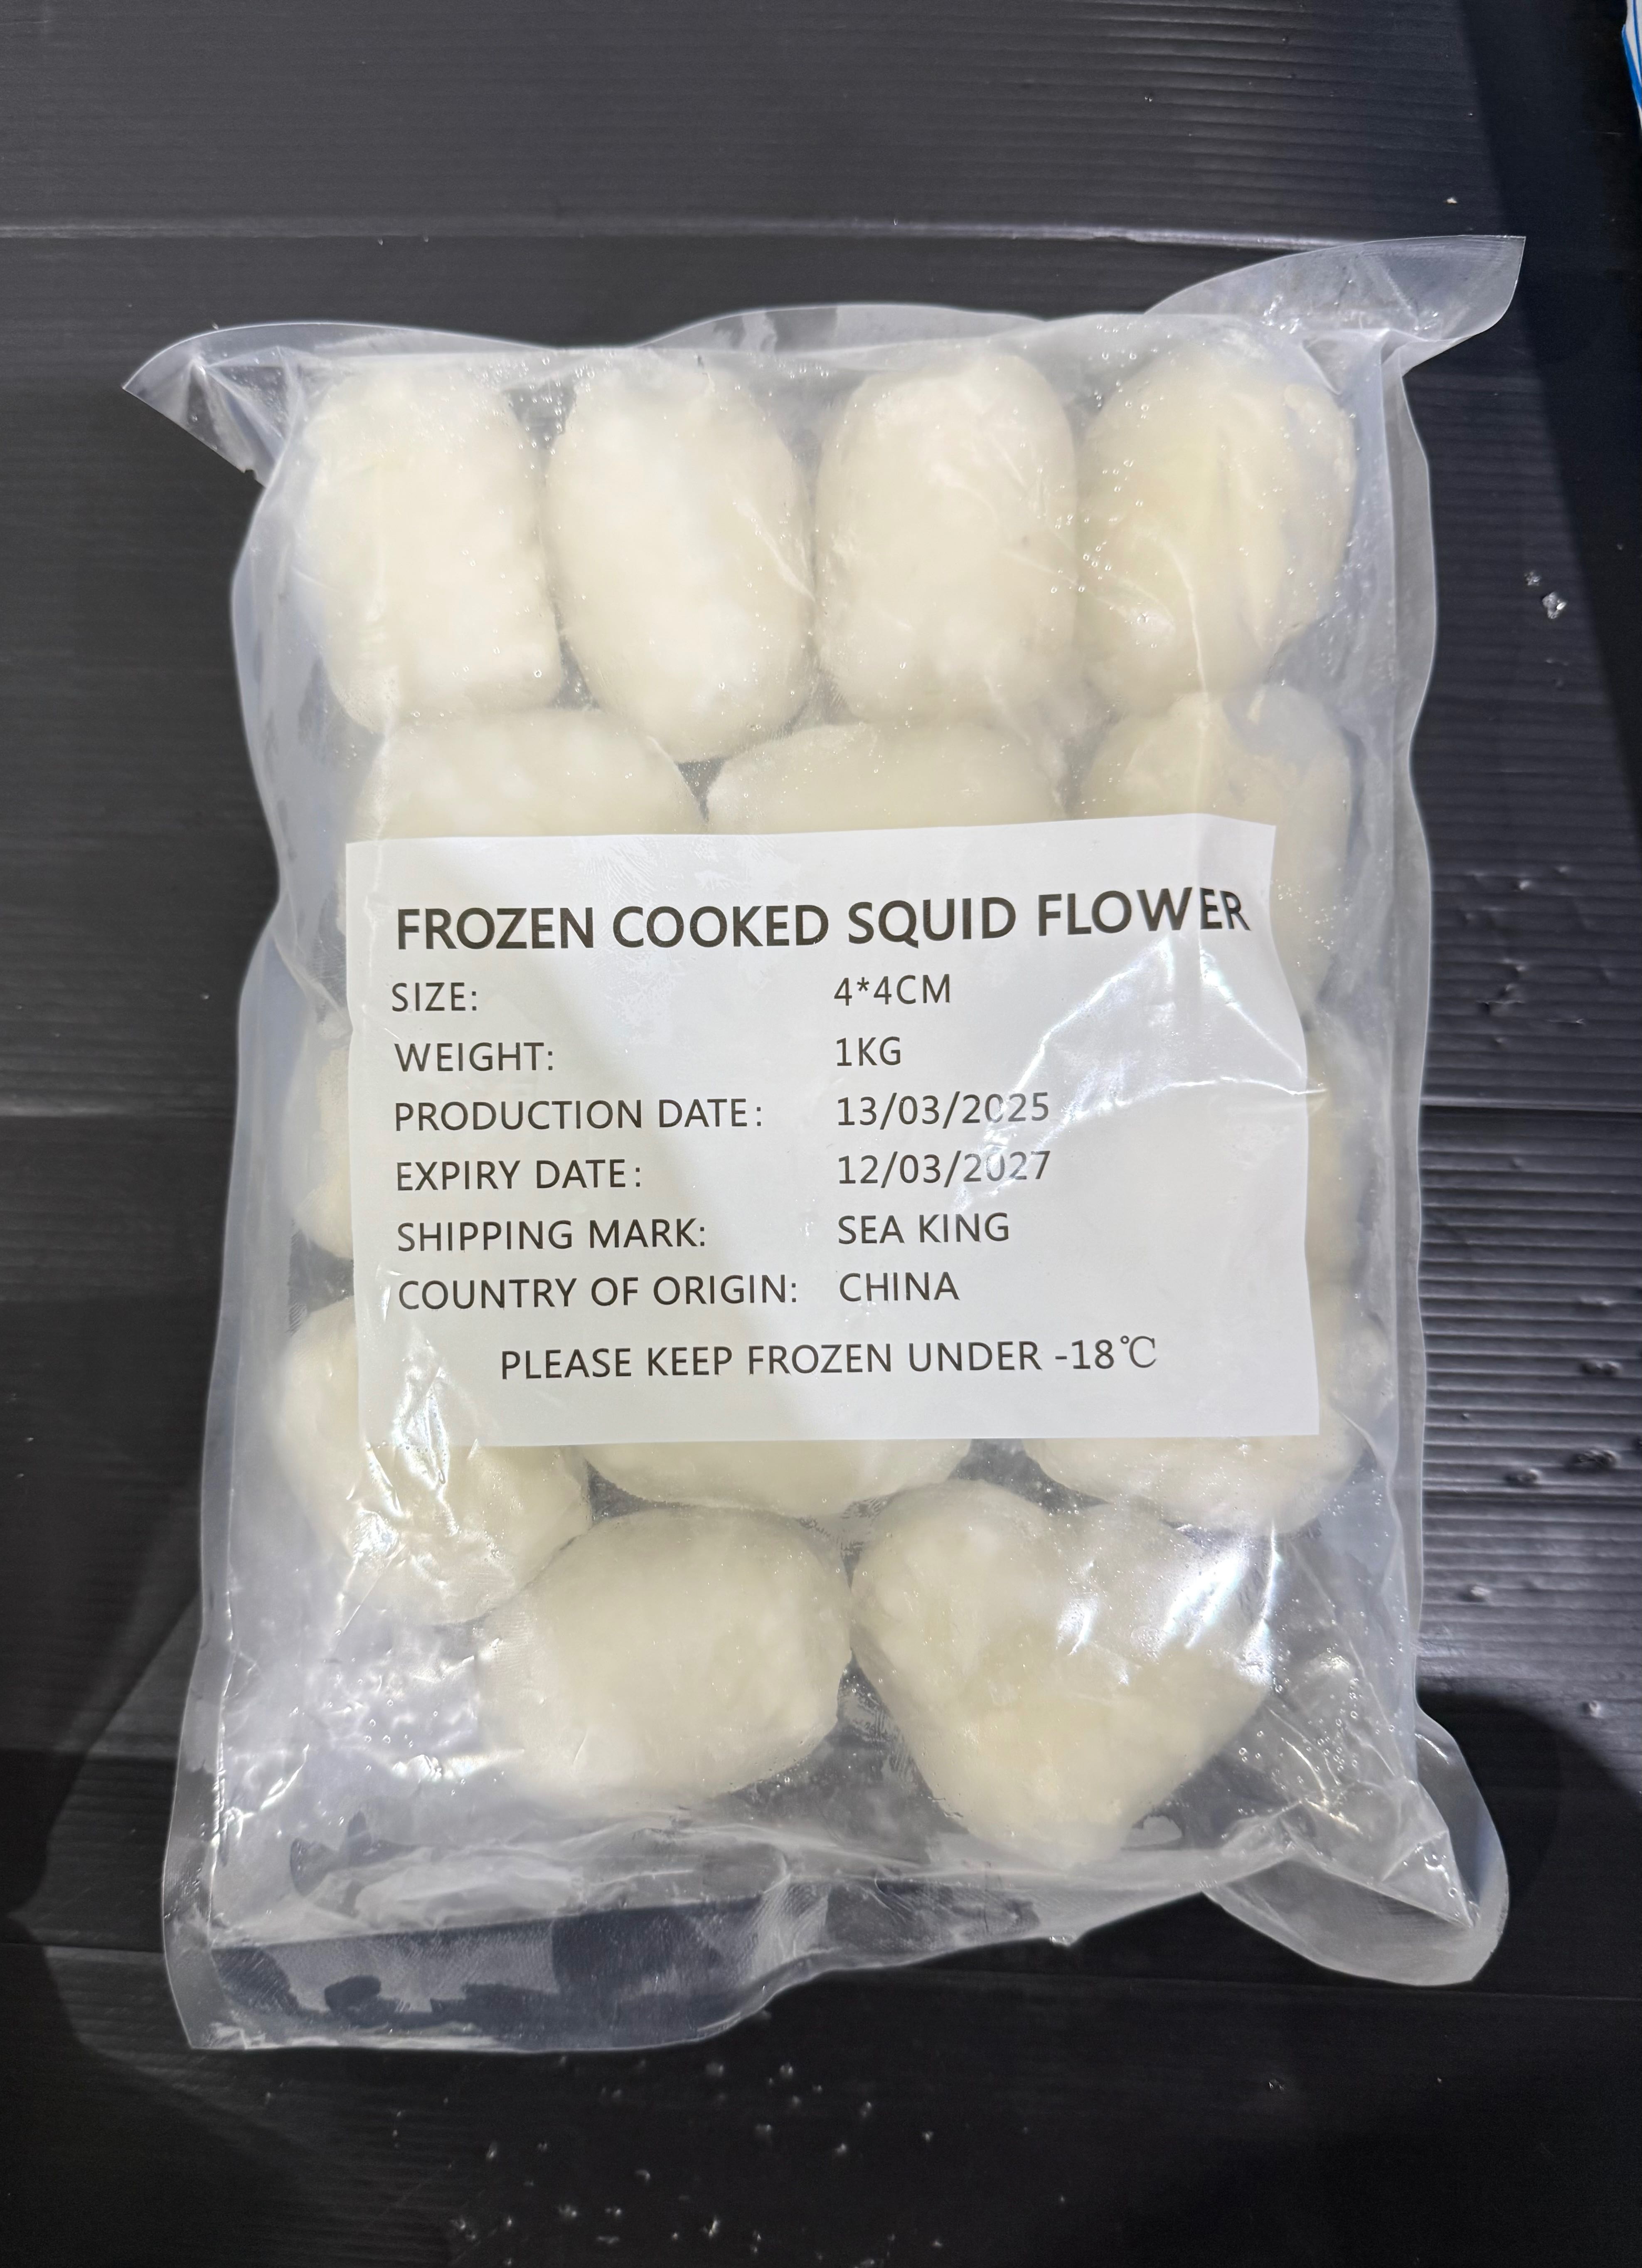 FROZEN COOKED SQUID FLOWER
SIZE: 4*4CM
WEIGHT: 1KG
PRODUCTION DATE: 13/03/2025
EXPIRY DATE: 12/03/2027
SHIPPING MARK: SEA KING
COUNTRY OF ORIGIN: CHINA
PLEASE KEEP FROZEN UNDER -18℃